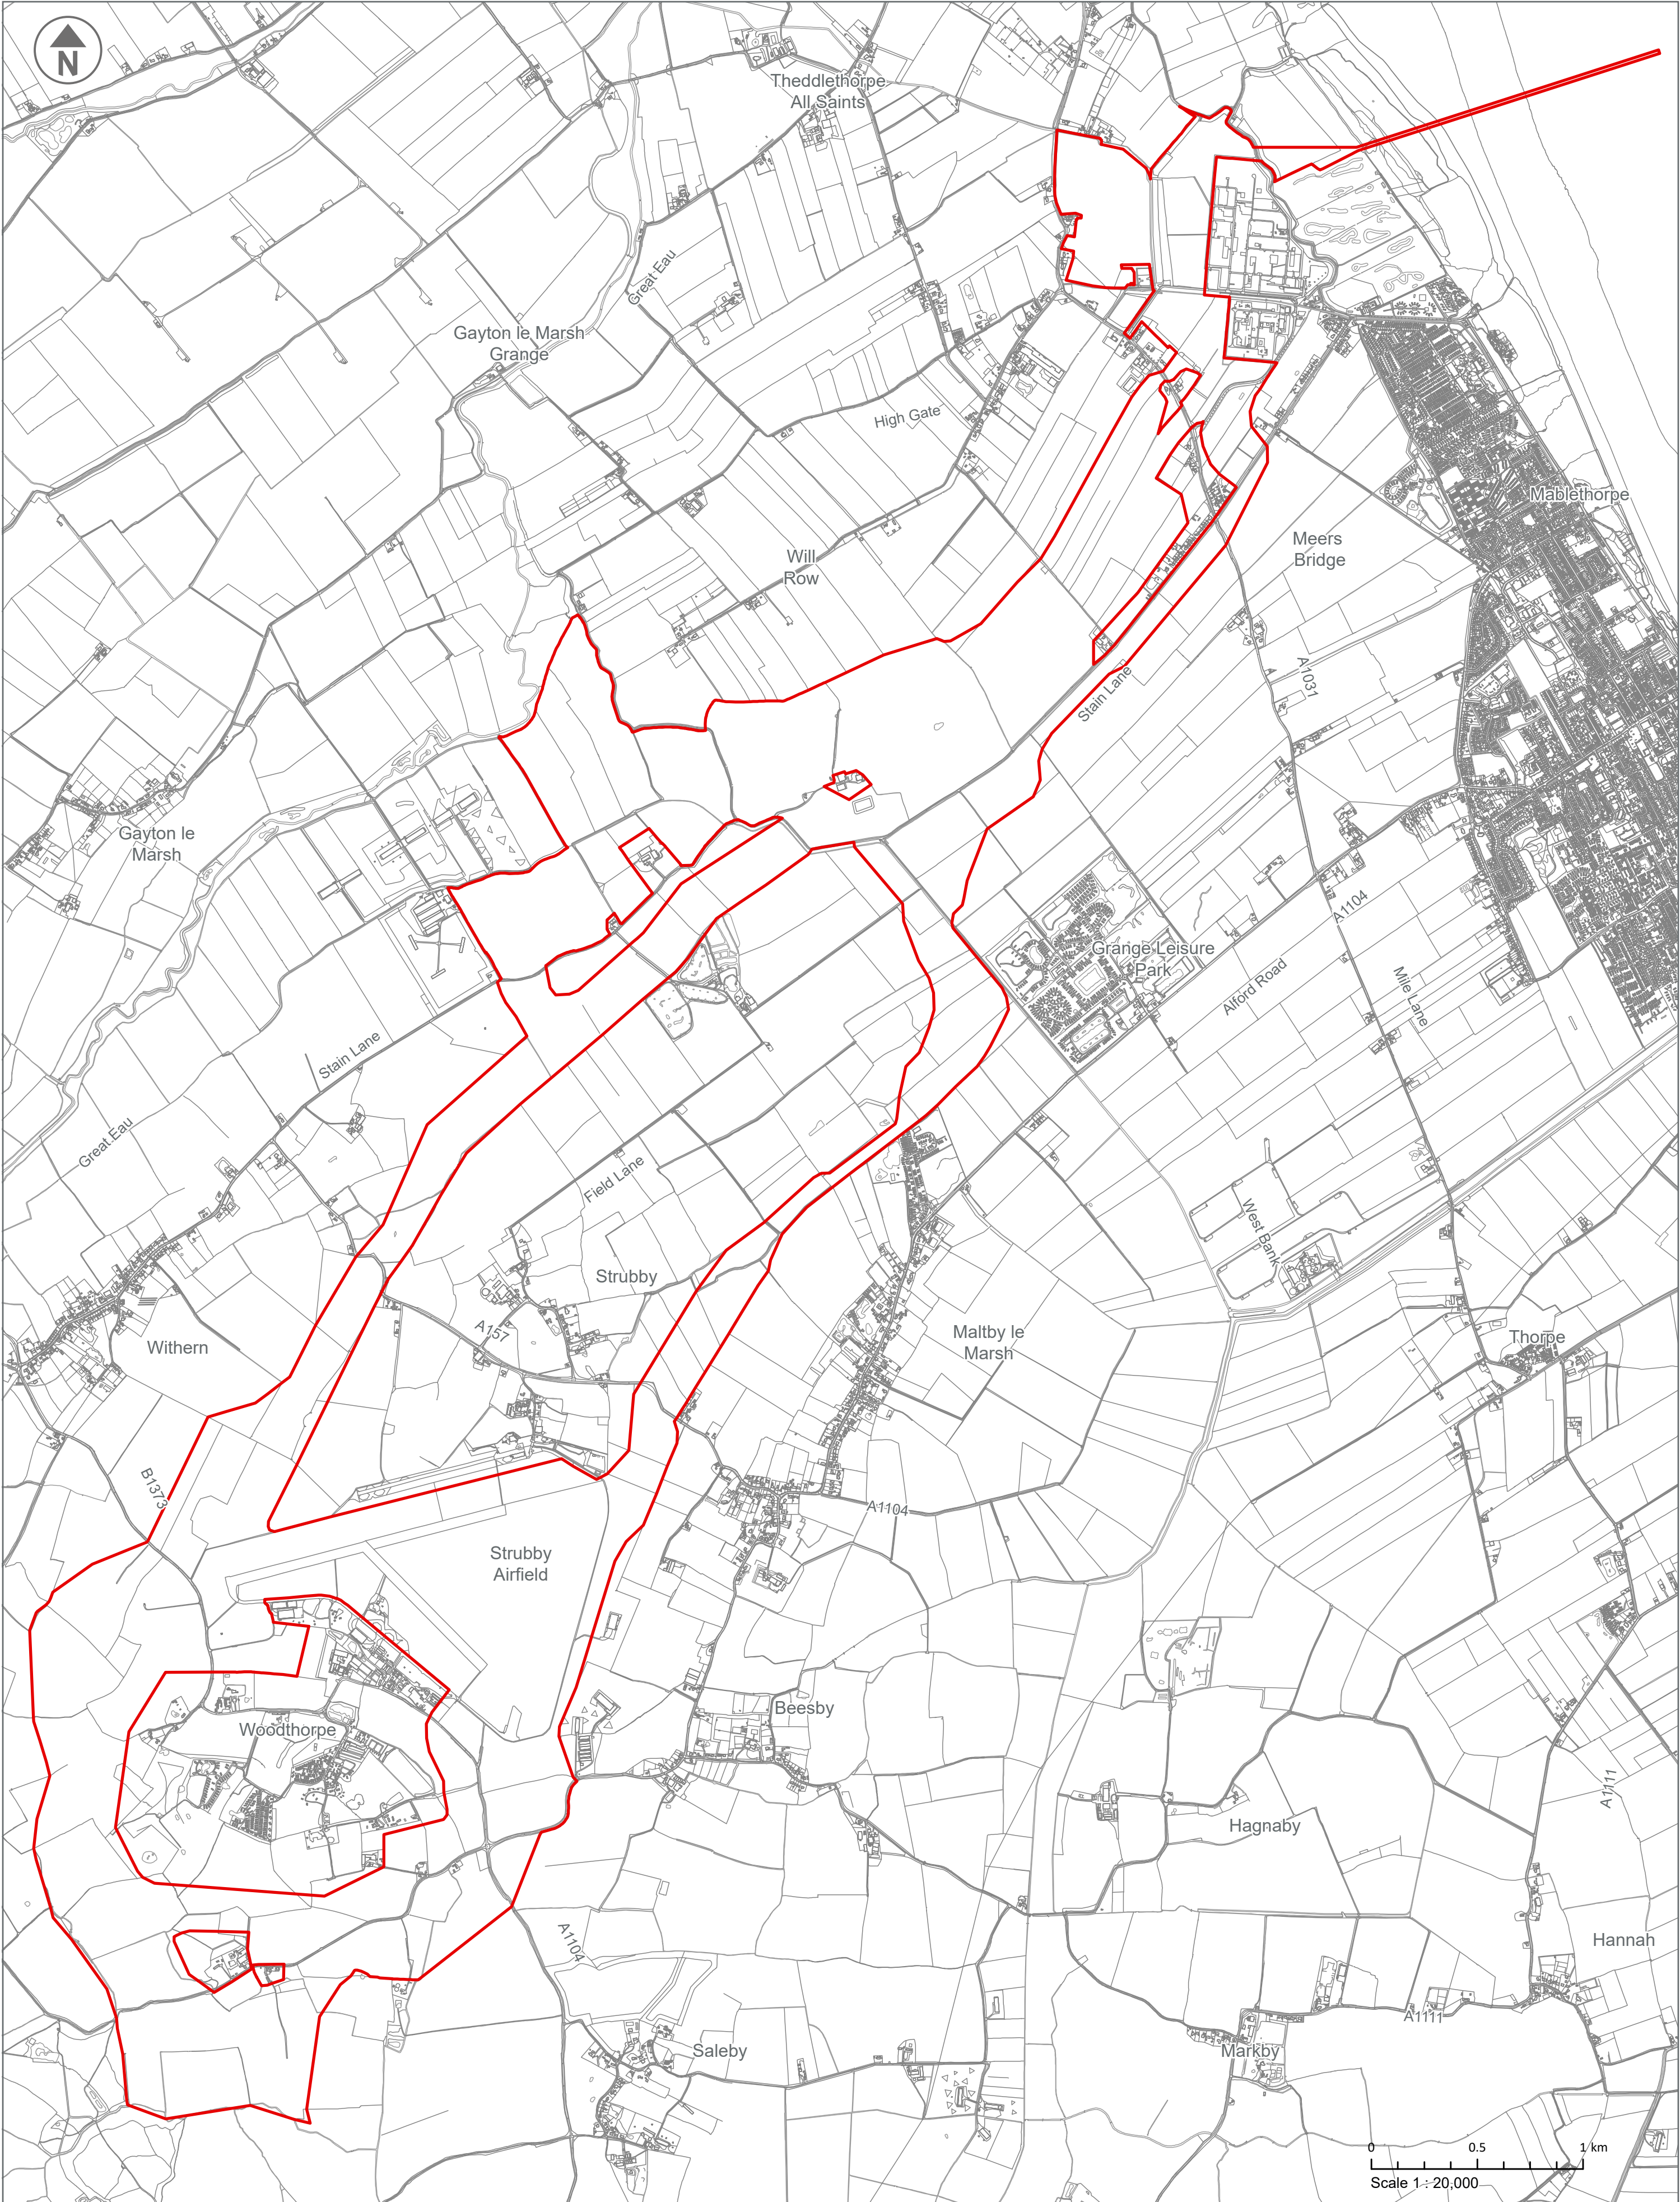 N
Theddlethorpe
All Saints
Great Eau
Gayton le Marsh
Grange
High Gate
Mablethorpe
Meers
Bridge
Will
Row
A1031
Stain Lane
Gayton le
Marsh
A1104
Grange Leisure
Park
Alford Road
Mile Lane
Stain Lane
Great Eau
Field Lane
West Bank
Strubby
A157
Withern
Maltby le
Marsh
Thorpe
B1373
A1104
Strubby
Airfield
Beesby
Woodthorpe
A1111
Hagnaby
A1104
Hannah
A1111
Saleby
Markby
0 0.5 1 km
Scale 1 : 20,000